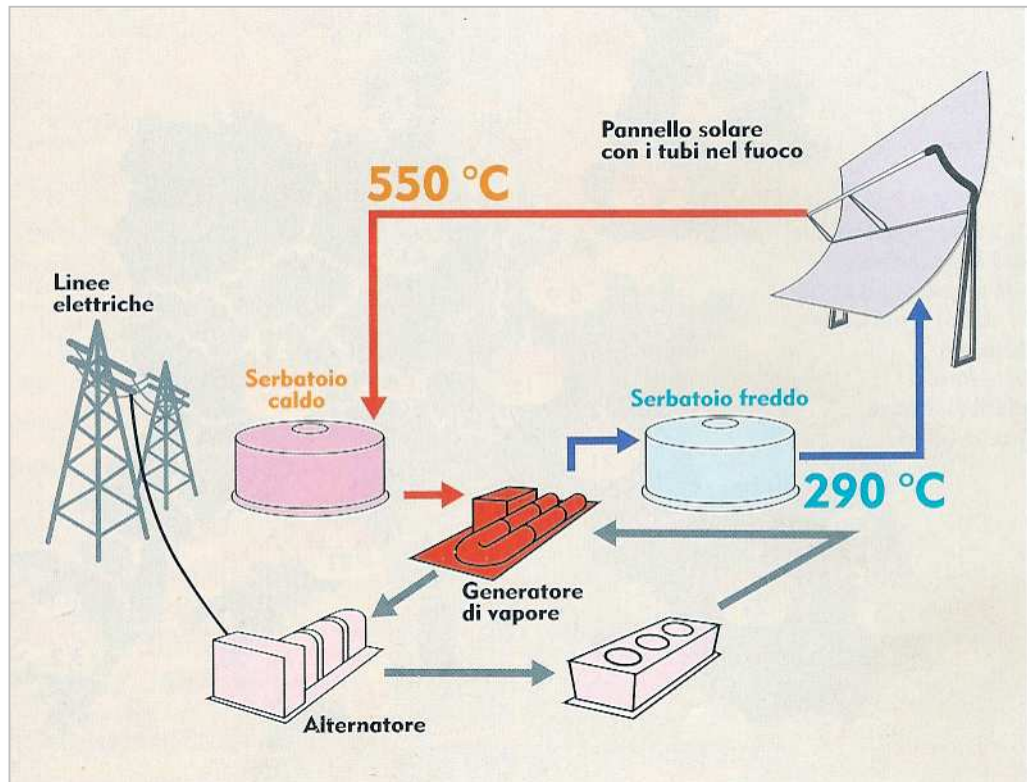 Pannello solare
con i tubi nel fuoco
550 °C
Linee
elettriche
Serbatoio
caldo
Serbatoio freddo
290 °C
Generatore
di vapore
Alternatore